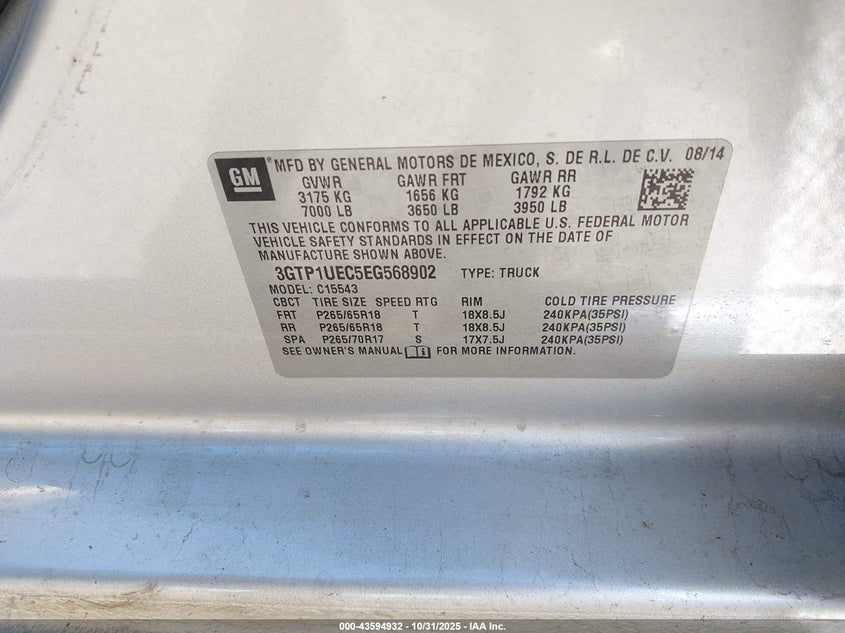 GM ® MFD BY GENERAL MOTORS DE MEXICO, S. DE R.L. DE C.V. 08/14
GVWR GAWR FRT GAWR RR
3175 KG 1656 KG 1792 KG
7000 LB 3650 LB 3950 LB
THIS VEHICLE CONFORMS TO ALL APPLICABLE U.S. FEDERAL MOTOR
VEHICLE SAFETY STANDARDS IN EFFECT ON THE DATE OF
MANUFACTURE SHOWN ABOVE.
3GTP1UEC5EG568902 TYPE: TRUCK
MODEL: C15543
CBCT TIRE SIZE SPEED RTG RIM COLD TIRE PRESSURE
FRT P265/65R18 T 18X8.5J 240KPA(35PSI)
RR P265/65R18 T 18X8.5J 240KPA(35PSI)
SPA P265/70R17 S 17X7.5J 240KPA(35PSI)
SEE OWNER'S MANUAL FOR MORE INFORMATION.
000-43594932 - 10/31/2025 - IAA Inc.